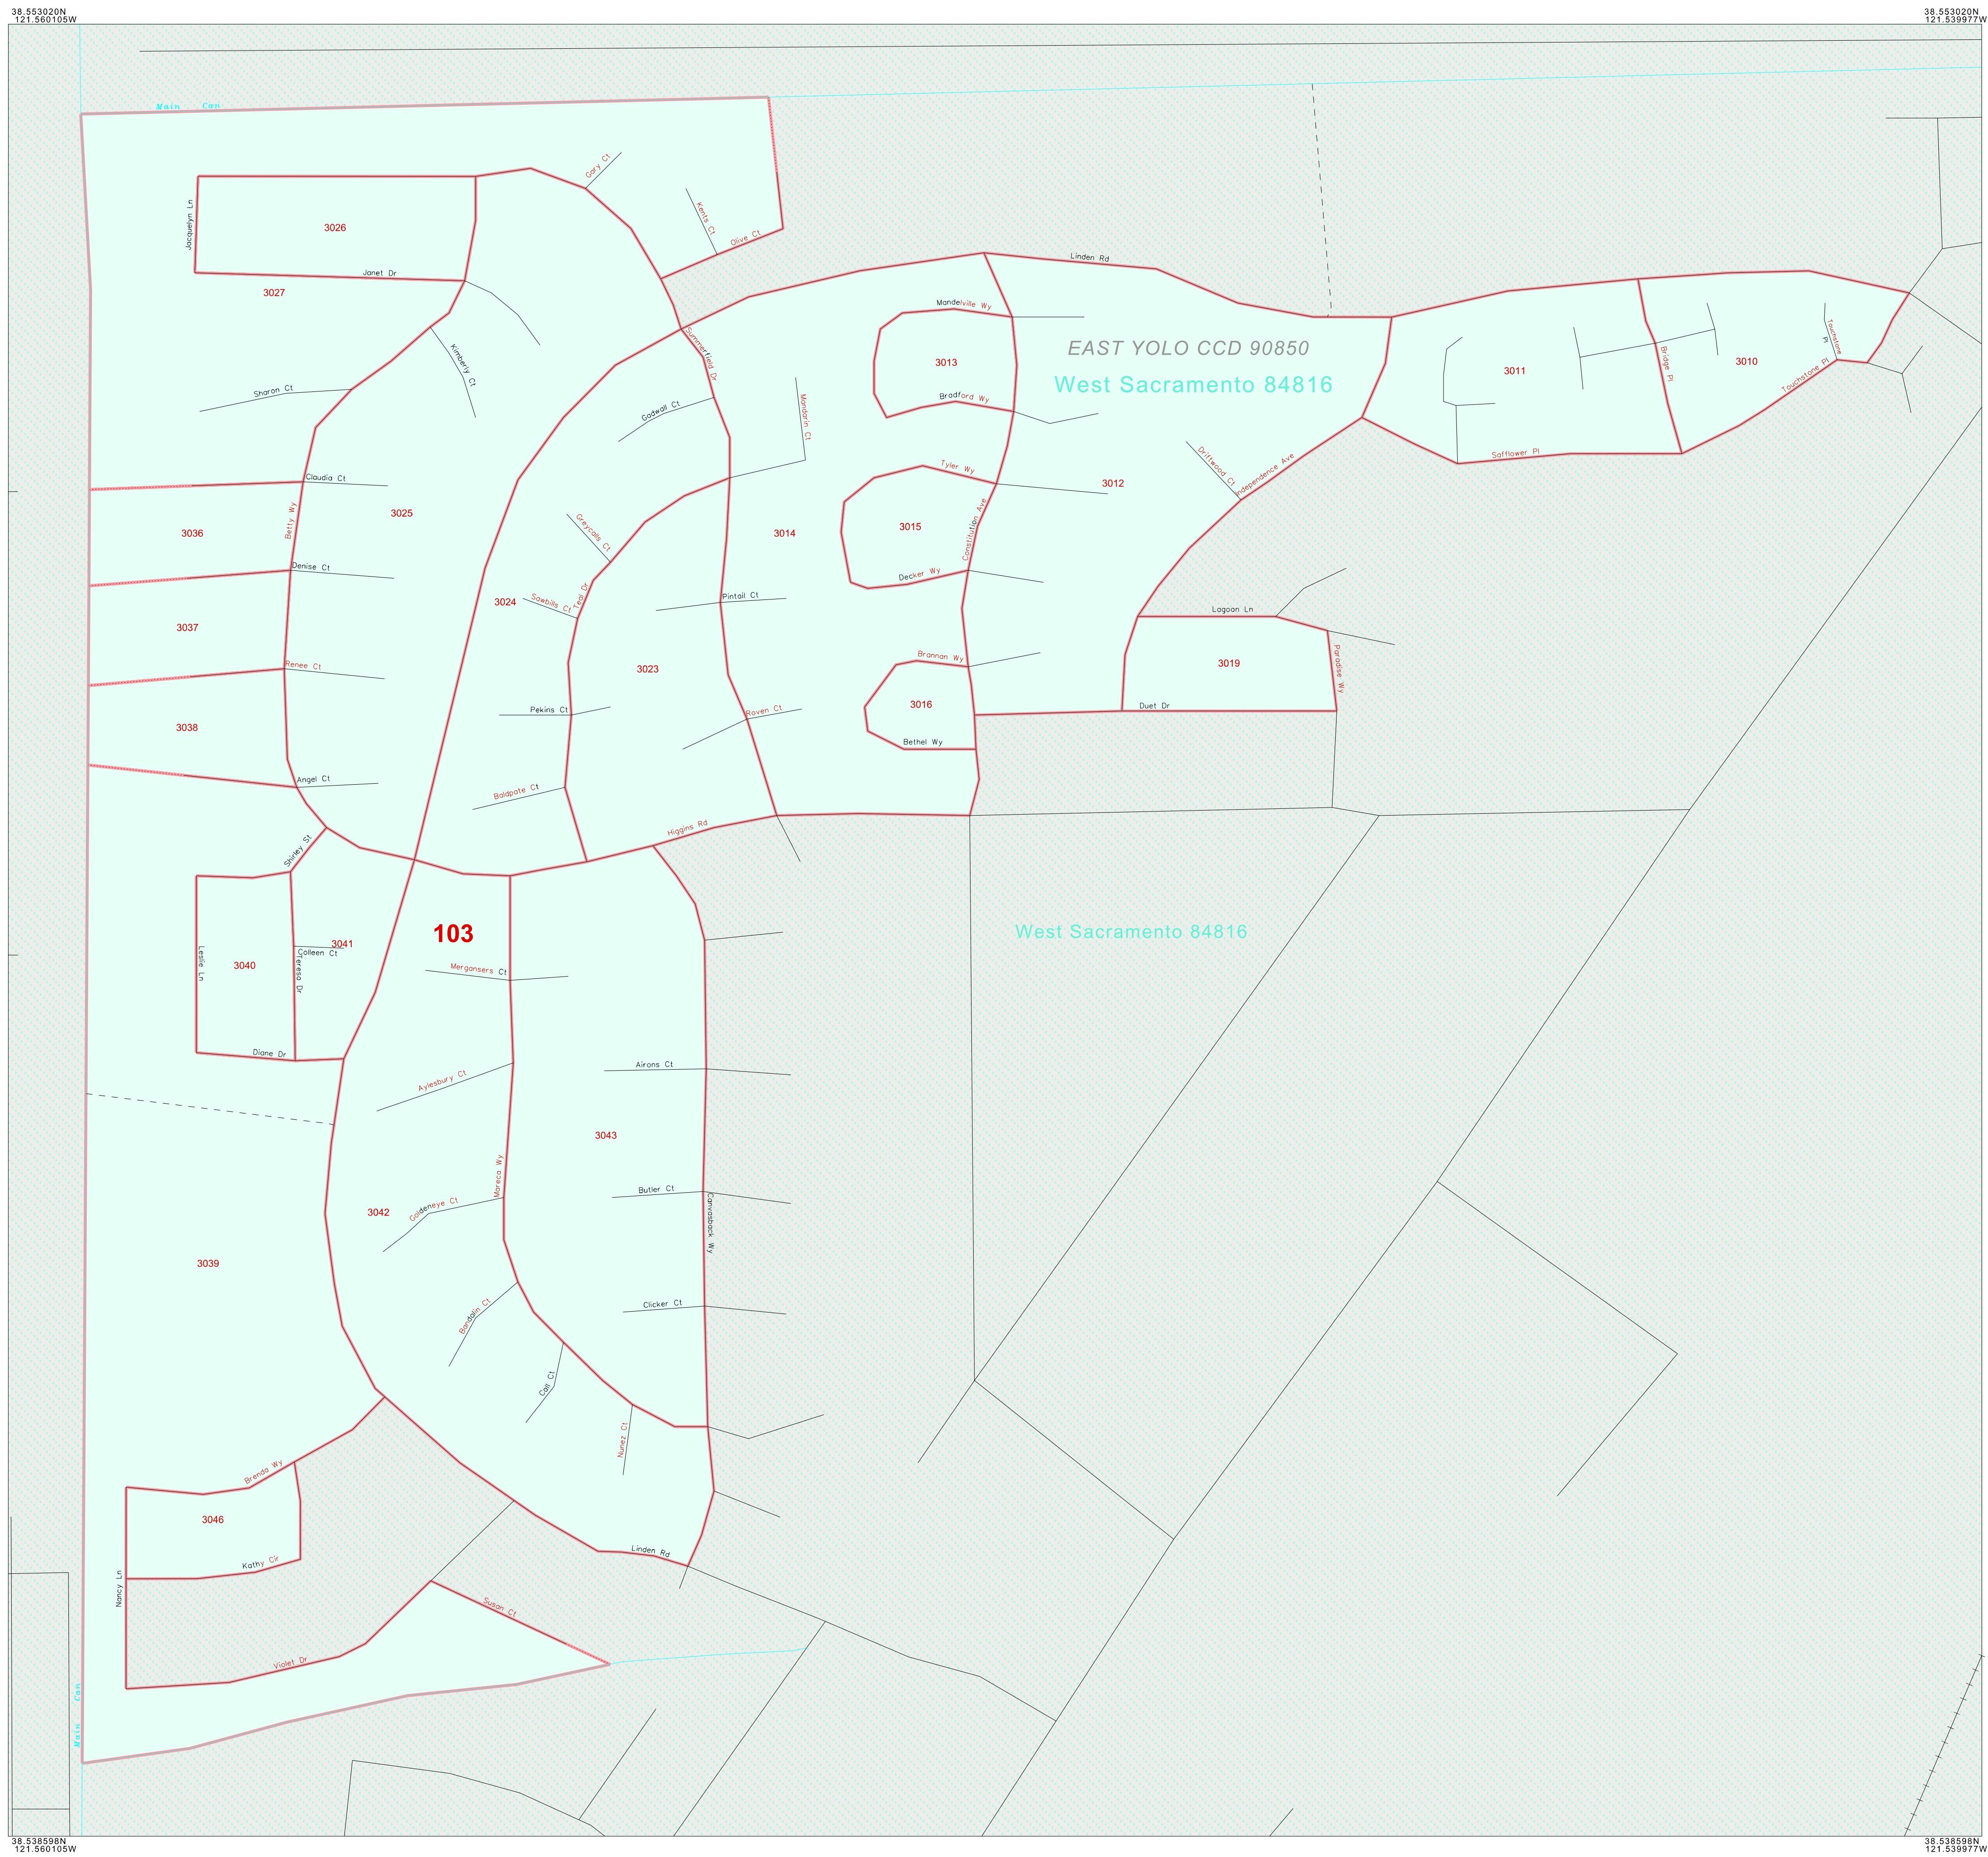 38.553020N
121.560105W
38.553020N
121.539977W
Main Can
Gary Ct
Kents Ct
Olive Ct
Jacquelyn Ln
3026
Janet Dr
3027
Linden Rd
Mandelville Wy
Summerfield Dr
Kimberly Ct
Sharon Ct
3013
EAST YOLO CCD 90850
West Sacramento 84816
Bradford Wy
Gadwall Ct
Mandarin Ct
3011
Bridge Pl
3010
Touchstone Pl
Touchstone Pl
Safflower Pl
Driftwood Ct
Independence Ave
Tyler Wy
Claudia Ct
3025
3012
Betty Wy
3036
Greycalls Ct
3014
3015
Constitution Ave
Denise Ct
Decker Wy
3024
Sawbills Ct
Teal Dr
Pintail Ct
Lagoon Ln
3037
Renee Ct
3023
Brannan Wy
3019
Paradise Wy
3038
Pekins Ct
Raven Ct
3016
Duet Dr
Bethel Wy
Angel Ct
Baldpate Ct
Higgins Rd
Shirley St
103
West Sacramento 84816
3041
Colleen Ct
Leslie Ln
3040
Teresa Dr
Mergansers Ct
Diane Dr
Aylesbury Ct
Airons Ct
3043
Mareca Wy
Butler Ct
Goldeneye Ct
3042
Canvasback Wy
3039
Bandalin Ct
Clicker Ct
Call Ct
Nunez Ct
Brenda Wy
3046
Kathy Cir
Linden Rd
Nancy Ln
Susan Ct
Violet Dr
Main Can
38.538598N
121.560105W
38.538598N
121.539977W